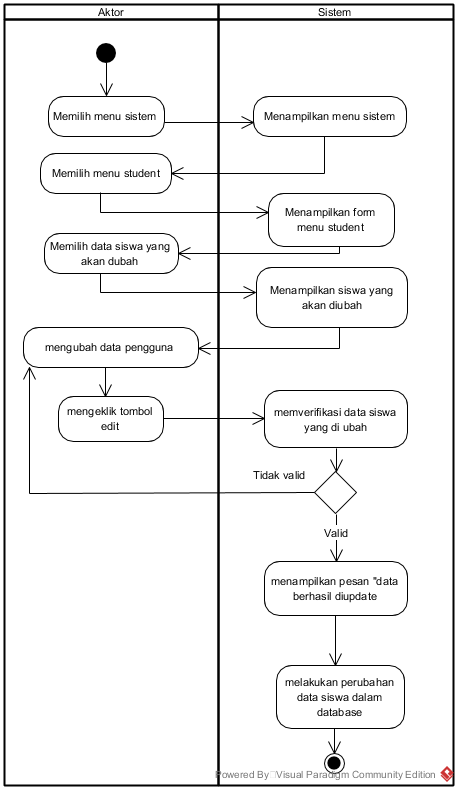 Aktor
Sistem
Memilih menu sistem
Menampilkan menu sistem
Memilih menu student
Menampilkan form
menu student
Memilih data siswa yang
akan dubah
Menampilkan siswa yang
akan diubah
mengubah data pengguna
mengeklik tombol
edit
memverifikasi data siswa
yang di ubah
Tidak valid
Valid
menampilkan pesan "data
berhasil diupdate
melakukan perubahan
data siswa dalam
database
Powered By Visual Paradigm Community Edition